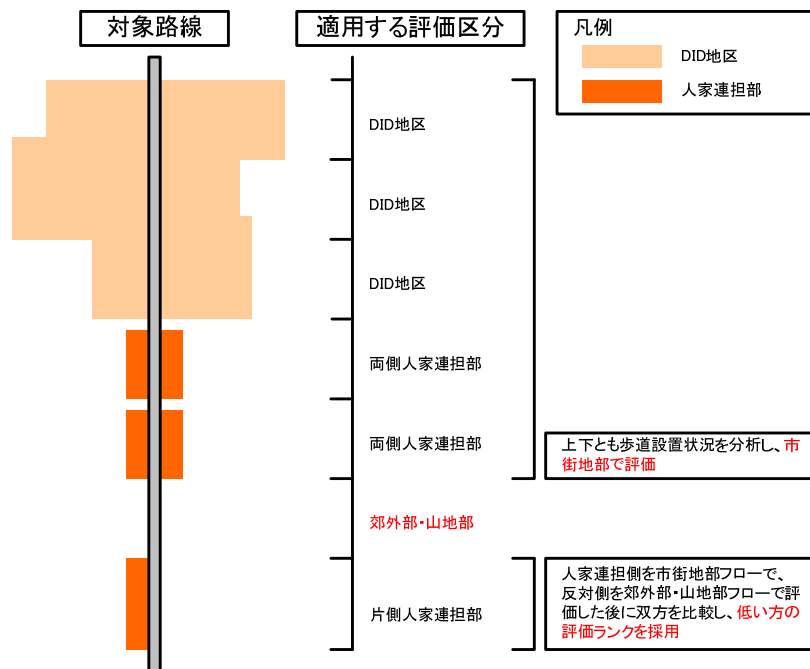 対象路線
適用する評価区分
凡例
DID地区
人家連担部
DID地区
DID地区
DID地区
両側人家連担部
両側人家連担部
上下とも歩道設置状況を分析し、市
街地部で評価
郊外部・山地部
片側人家連担部
人家連担側を市街地部フローで、
反対側を郊外部・山地部フローで評
価した後に双方を比較し、低い方の
評価ランクを採用